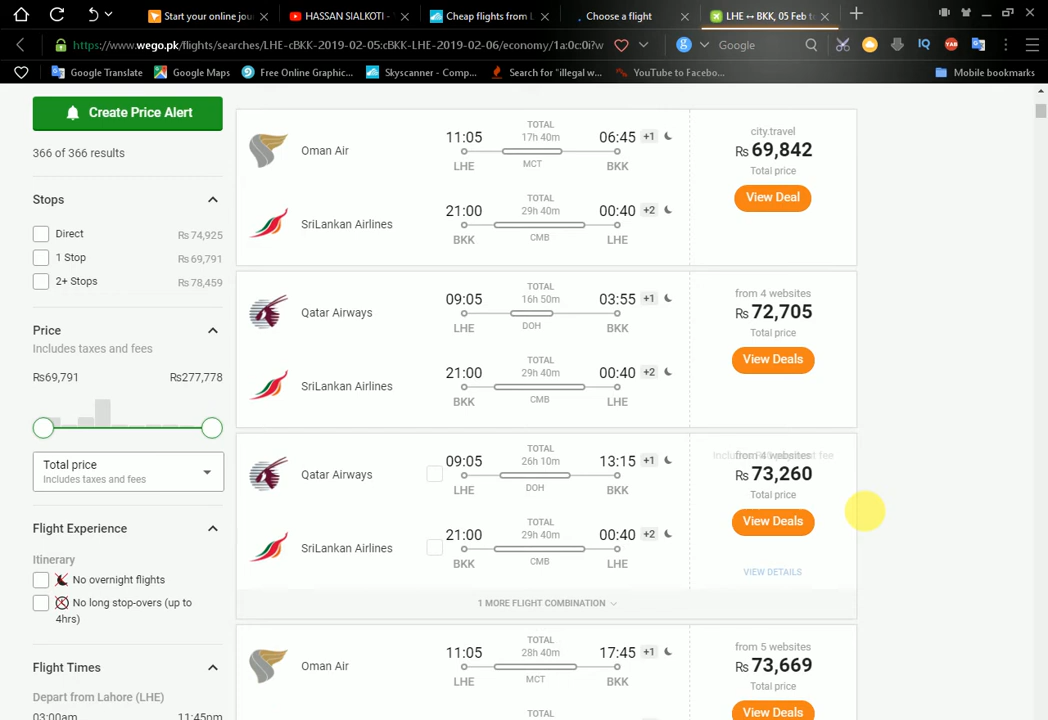 Start your online jour
HASSAN SIALKOTI -
Cheap flights from L
Choose a flight
LHE ↔ BKK, 05 Feb to
https://www.wego.pk/flights/searches/LHE-cBKK-2019-02-05:cBKK-LHE-2019-02-06/economy/1a:0c:0i?w
Google
IQ
YAB
Google Translate
Google Maps
Free Online Graphic...
Skyscanner - Comp...
Search for "illegal w...
YouTube to Facebo...
Mobile bookmarks
Create Price Alert
366 of 366 results
Stops
Direct Rs 74,925
1 Stop Rs 69,791
2+ Stops Rs 78,459
Price
Includes taxes and fees
Rs69,791 Rs277,778
Total price
Includes taxes and fees
Flight Experience
Itinerary
No overnight flights
No long stop-overs (up to
4hrs)
Flight Times
Depart from Lahore (LHE)
03:00am 11:45pm
Oman Air
11:05 TOTAL 06:45 +1
17h 40m
LHE MCT BKK
SriLankan Airlines
21:00 TOTAL 00:40 +2
29h 40m
BKK CMB LHE
city.travel
Rs 69,842
Total price
View Deal
Qatar Airways
09:05 TOTAL 03:55 +1
16h 50m
LHE DOH BKK
SriLankan Airlines
21:00 TOTAL 00:40 +2
29h 40m
BKK CMB LHE
from 4 websites
Rs 72,705
Total price
View Deals
Qatar Airways
09:05 TOTAL 13:15 +1
26h 10m
LHE DOH BKK
SriLankan Airlines
21:00 TOTAL 00:40 +2
29h 40m
BKK CMB LHE
from 4 websites
Rs 73,260
Total price
View Deals
VIEW DETAILS
1 MORE FLIGHT COMBINATION
Oman Air
11:05 TOTAL 17:45 +1
28h 40m
LHE MCT BKK
TOTAL
from 5 websites
Rs 73,669
Total price
View Deals